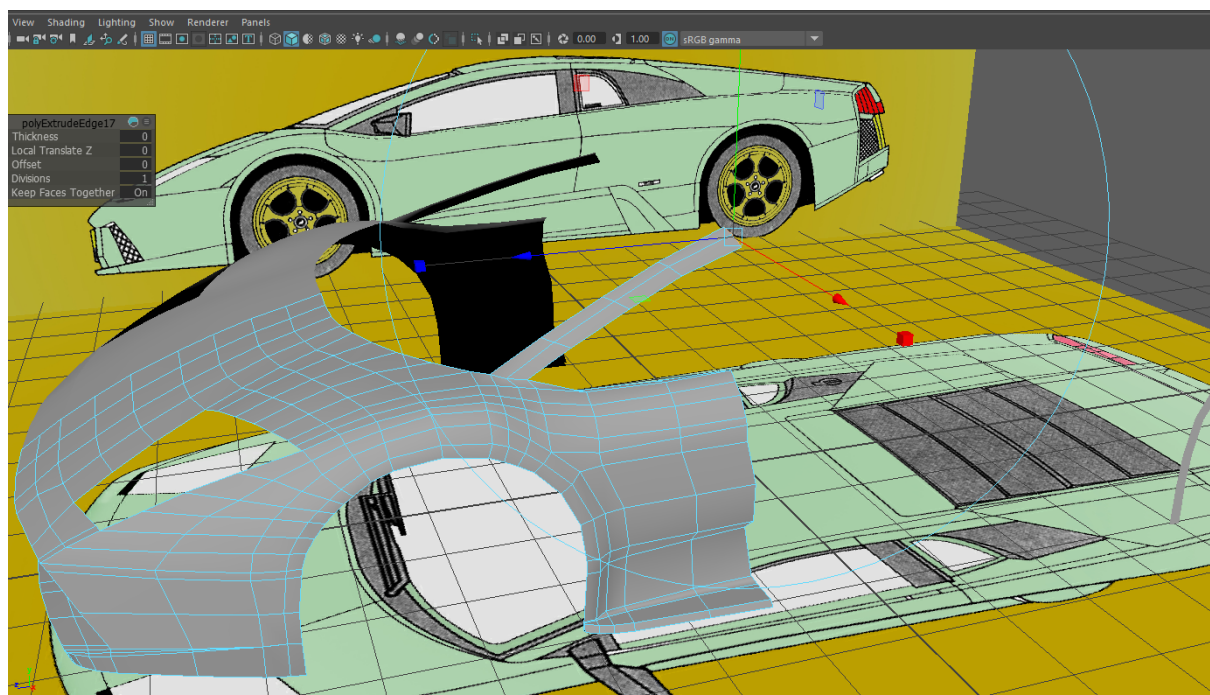 View Shading Lighting Show Renderer Panels
0.00 1.00 sRGB gamma
polyExtrudeEdge17
Thickness 0
Local Translate Z 0
Offset 0
Divisions 1
Keep Faces Together On